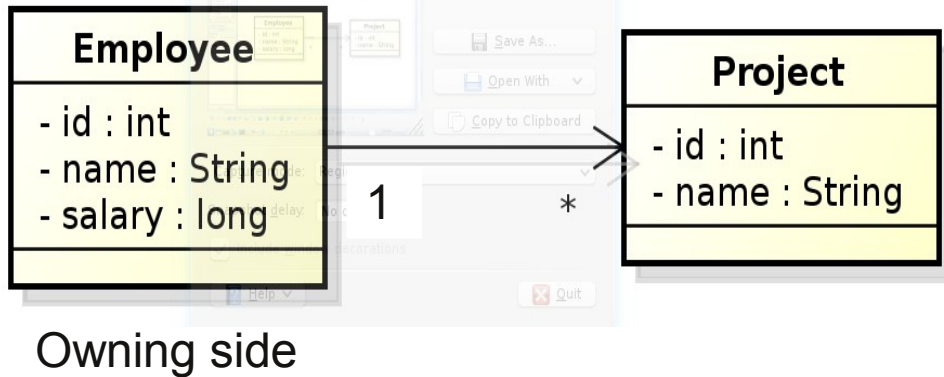 Employee
- id : int
- name : String
- salary : long
Project
- id : int
- name : String
1
*
Save As...
Open With
Copy to Clipboard
Help
Quit
Owning side